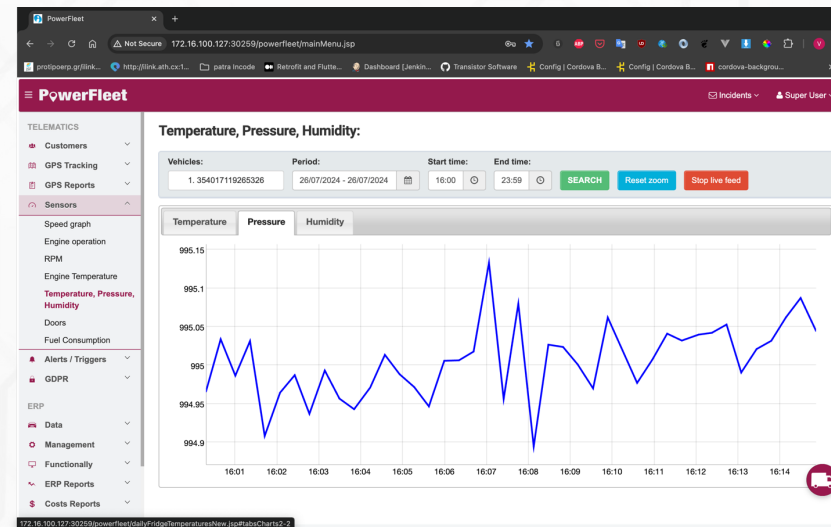 PowerFleet
Not Secure 172.16.100.127:30259/powerfleet/mainMenu.jsp
protipoerp.gr/ilink... http://ilink.ath.cx:1... patra Incode Retrofit and Flutte... Dashboard [Jenkin... Transistor Software Config | Cordova B... Config | Cordova B... cordova-backgrou...
PowerFleet Incidents Super User
TELEMATICS
Customers
GPS Tracking
GPS Reports
Sensors
Speed graph
Engine operation
RPM
Engine Temperature
Temperature, Pressure,
Humidity
Doors
Fuel Consumption
Alerts / Triggers
GDPR
ERP
Data
Management
Functionally
ERP Reports
Costs Reports
Temperature, Pressure, Humidity:
Vehicles: Period: Start time: End time:
1. 354017119265326 26/07/2024 - 26/07/2024 16:00 23:59 SEARCH Reset zoom Stop live feed
Temperature Pressure Humidity
995.15
995.1
995.05
995
994.95
994.9
16:01 16:02 16:03 16:04 16:05 16:06 16:07 16:08 16:09 16:10 16:11 16:12 16:13 16:14
172.16.100.127:30259/powerfleet/dailyFridgeTemperaturesNew.jsp#tabsCharts2-2